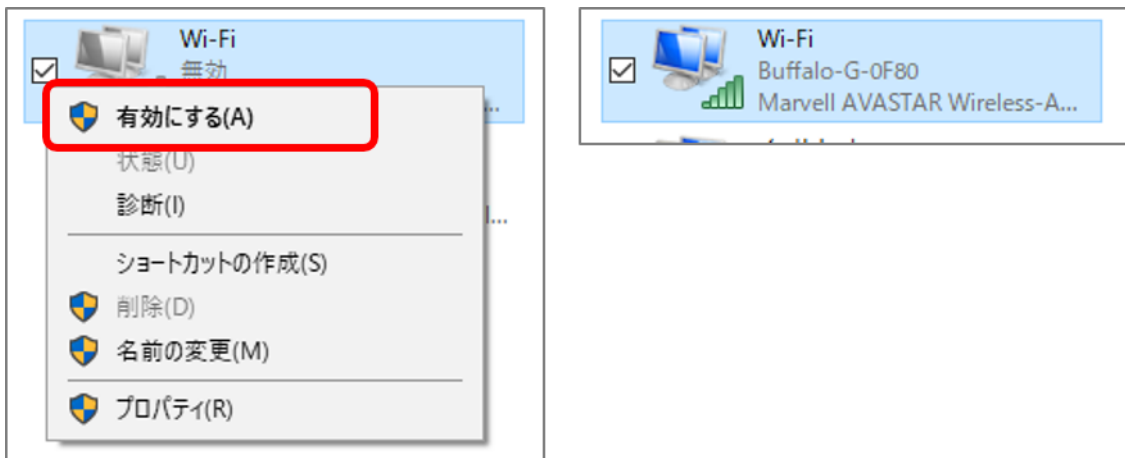 Wi-Fi
無効
...
有効にする(A)
状態(U)
診断(I)
...
ショートカットの作成(S)
削除(D)
名前の変更(M)
プロパティ(R)
Wi-Fi
Buffalo-G-0F80
Marvell AVASTAR Wireless-A...